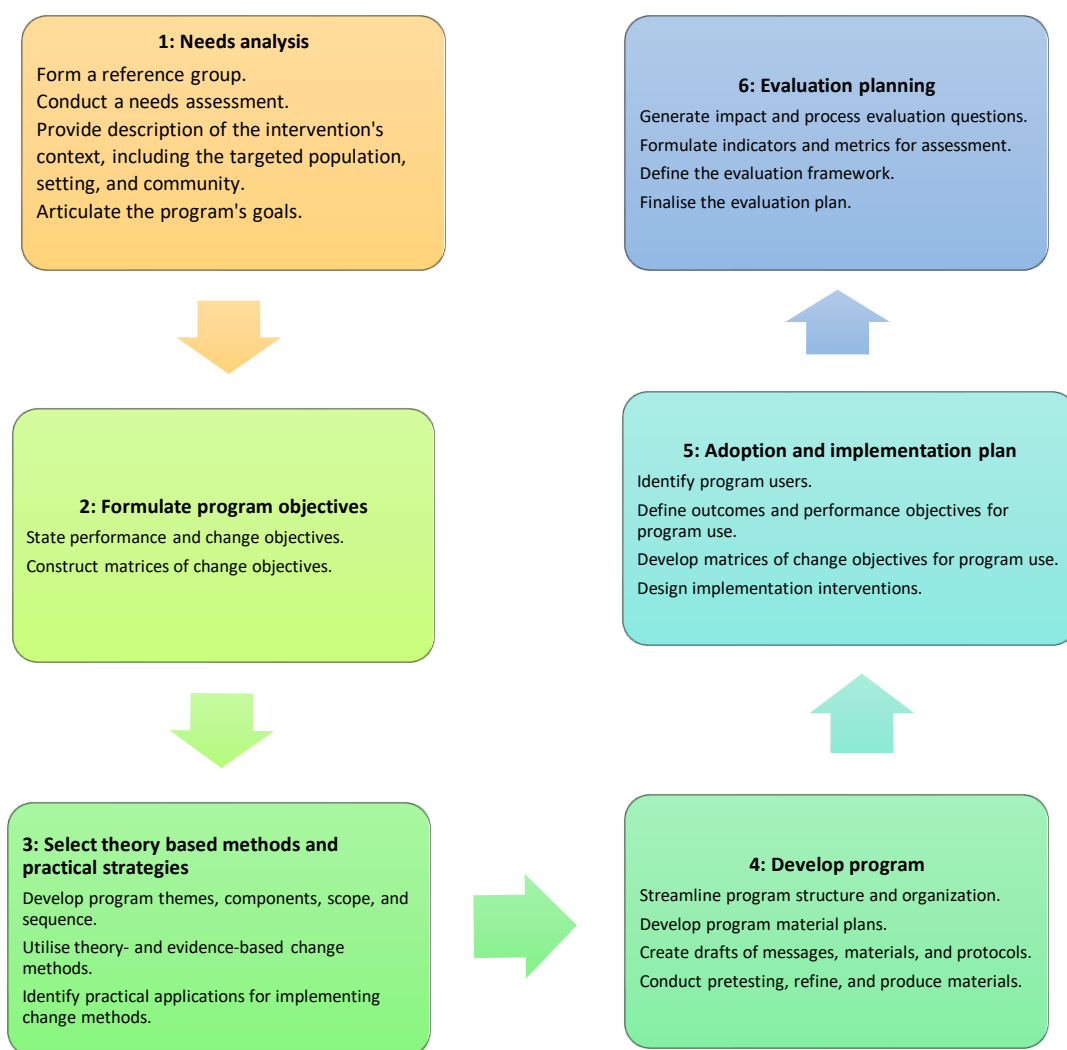 1: Needs analysis
Form a reference group.
Conduct a needs assessment.
Provide description of the intervention's
context, including the targeted population,
setting, and community.
Articulate the program's goals.
2: Formulate program objectives
State performance and change objectives.
Construct matrices of change objectives.
3: Select theory based methods and
practical strategies
Develop program themes, components, scope, and
sequence.
Utilise theory- and evidence-based change
methods.
Identify practical applications for implementing
change methods.
4: Develop program
Streamline program structure and organization.
Develop program material plans.
Create drafts of messages, materials, and protocols.
Conduct pretesting, refine, and produce materials.
5: Adoption and implementation plan
Identify program users.
Define outcomes and performance objectives for
program use.
Develop matrices of change objectives for program use.
Design implementation interventions.
6: Evaluation planning
Generate impact and process evaluation questions.
Formulate indicators and metrics for assessment.
Define the evaluation framework.
Finalise the evaluation plan.